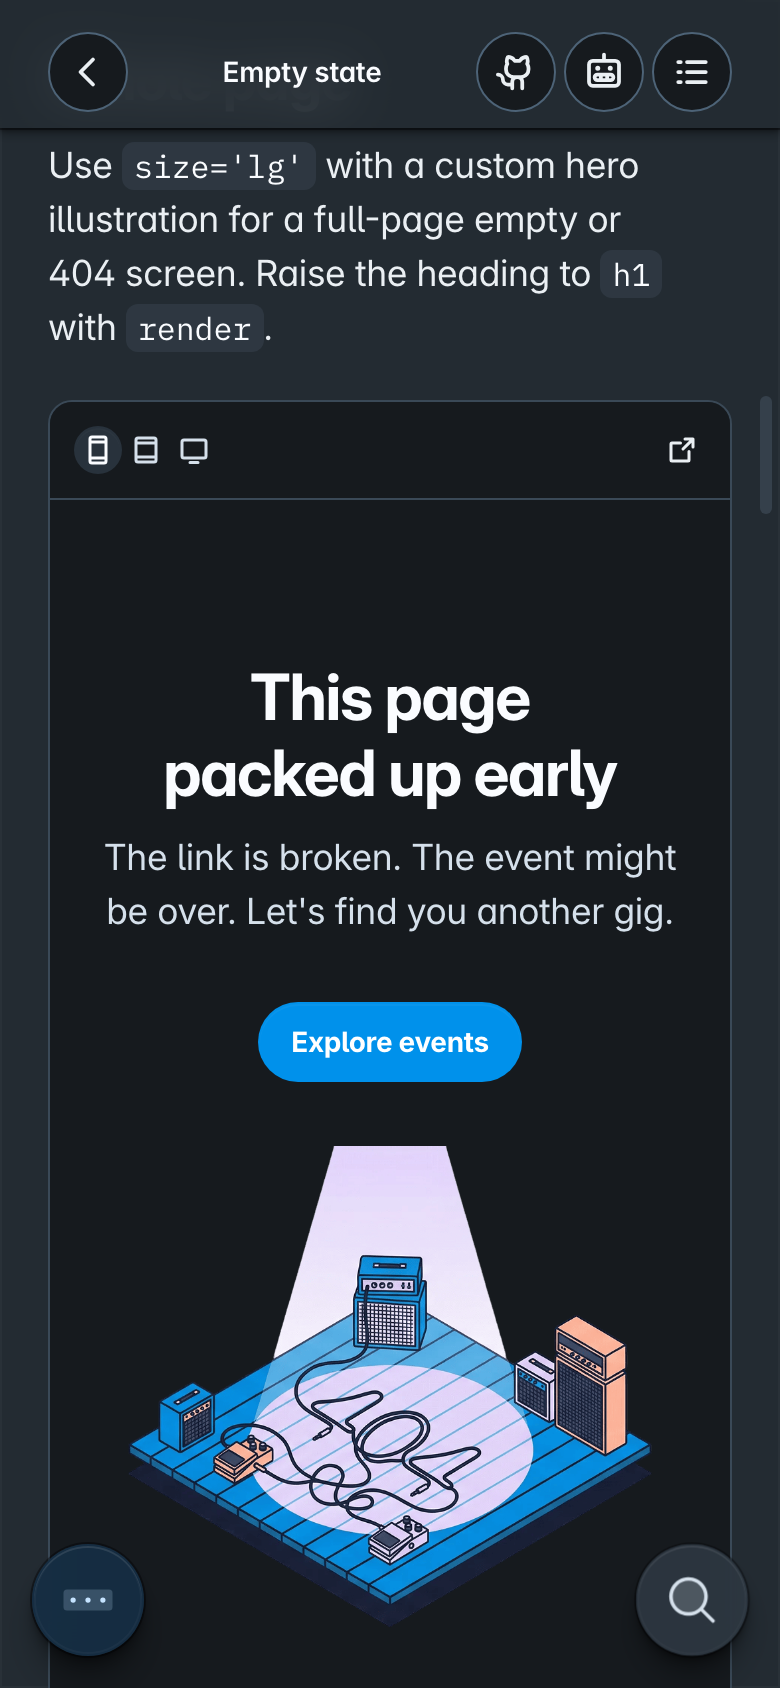 Empty state
Use size='lg' with a custom hero
illustration for a full-page empty or
404 screen. Raise the heading to h1
with render.
This page
packed up early
The link is broken. The event might
be over. Let's find you another gig.
Explore events
404